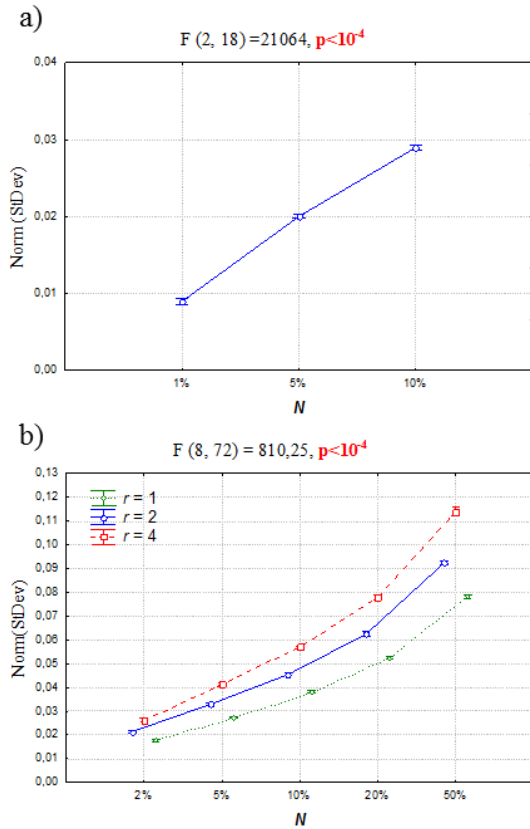 a)
F (2, 18) =21064, p<10⁻⁴
Norm (StDev)
0,04
0,03
0,02
0,01
0,00
1% 5% 10%
N
b)
F (8, 72) = 810,25, p<10⁻⁴
Norm(StDev)
0,13
0,12
0,11
0,10
0,09
0,08
0,07
0,06
0,05
0,04
0,03
0,02
0,01
0,00
r = 1
r = 2
r = 4
2% 5% 10% 20% 50%
N